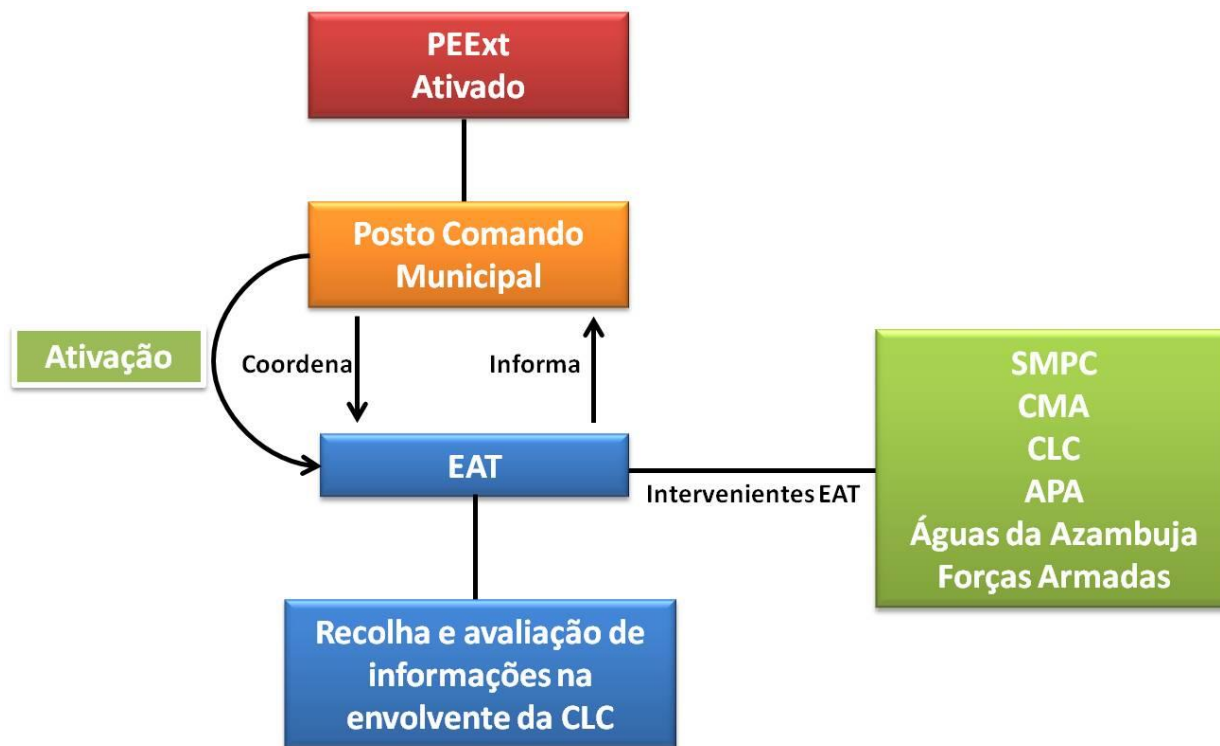 PEExt
Ativado
Posto Comando
Municipal
Ativação
Coordena
Informa
EAT
Intervenientes EAT
SMPC
CMA
CLC
APA
Águas da Azambuja
Forças Armadas
Recolha e avaliação de
informações na
envolvente da CLC